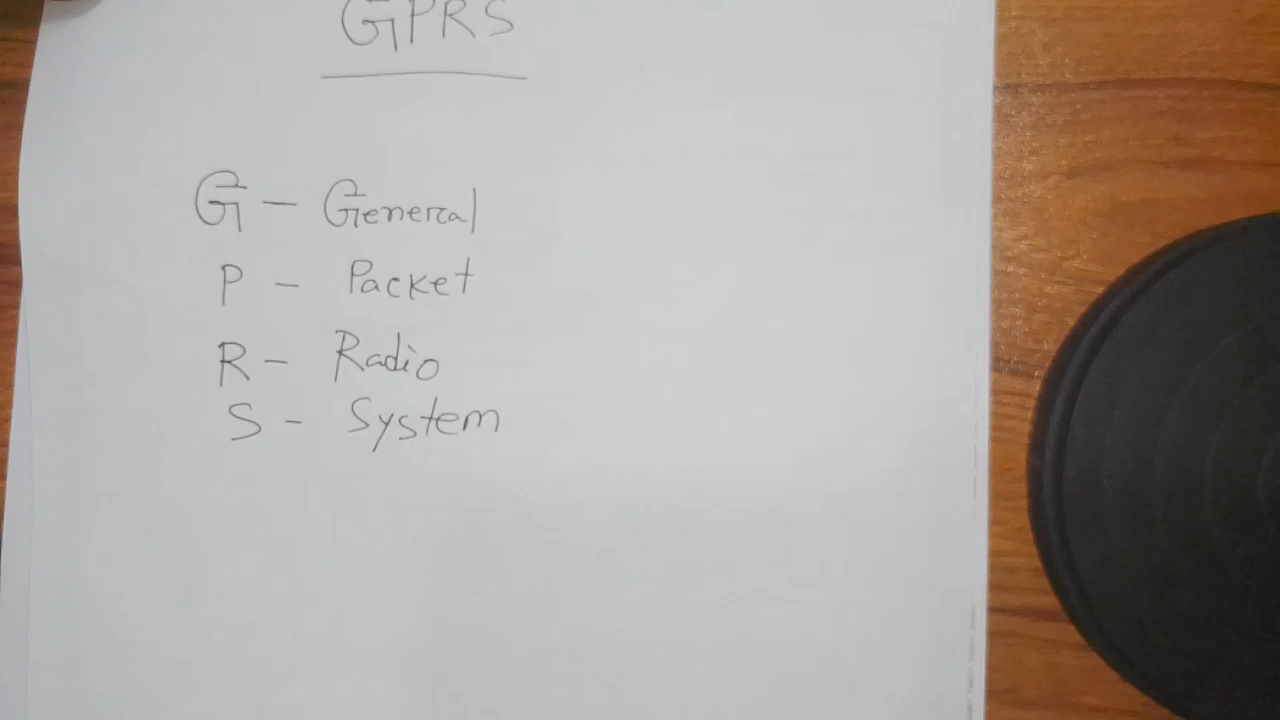 GPRS
G - General
P - Packet
R - Radio
S - System